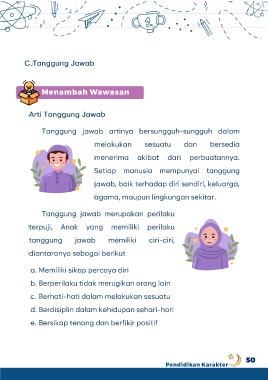 C.Tanggung Jawab
Menambah Wawasan
Arti Tanggung Jawab
Tanggung jawab artinya bersungguh-sungguh dalam
melakukan sesuatu dan bersedia
menerima akibat dari perbuatannya.
Setiap manusia mempunyai tanggung
jawab, baik terhadap diri sendiri, keluarga,
agama, maupun lingkungan sekitar.
Tanggung jawab merupakan perilaku
terpuji, Anak yang memiliki perilaku
tanggung jawab memiliki ciri-ciri,
diantaranya sebagai berikut
a. Memiliki sikap percaya diri
b. Berperilaku tidak merugikan orang lain
c. Berhati-hati dalam melakukan sesuatu
d. Berdisiplin dalam kehidupan sehari-hari
e. Bersikap tenang dan berfikir positif
Pendidikan Karakter 50